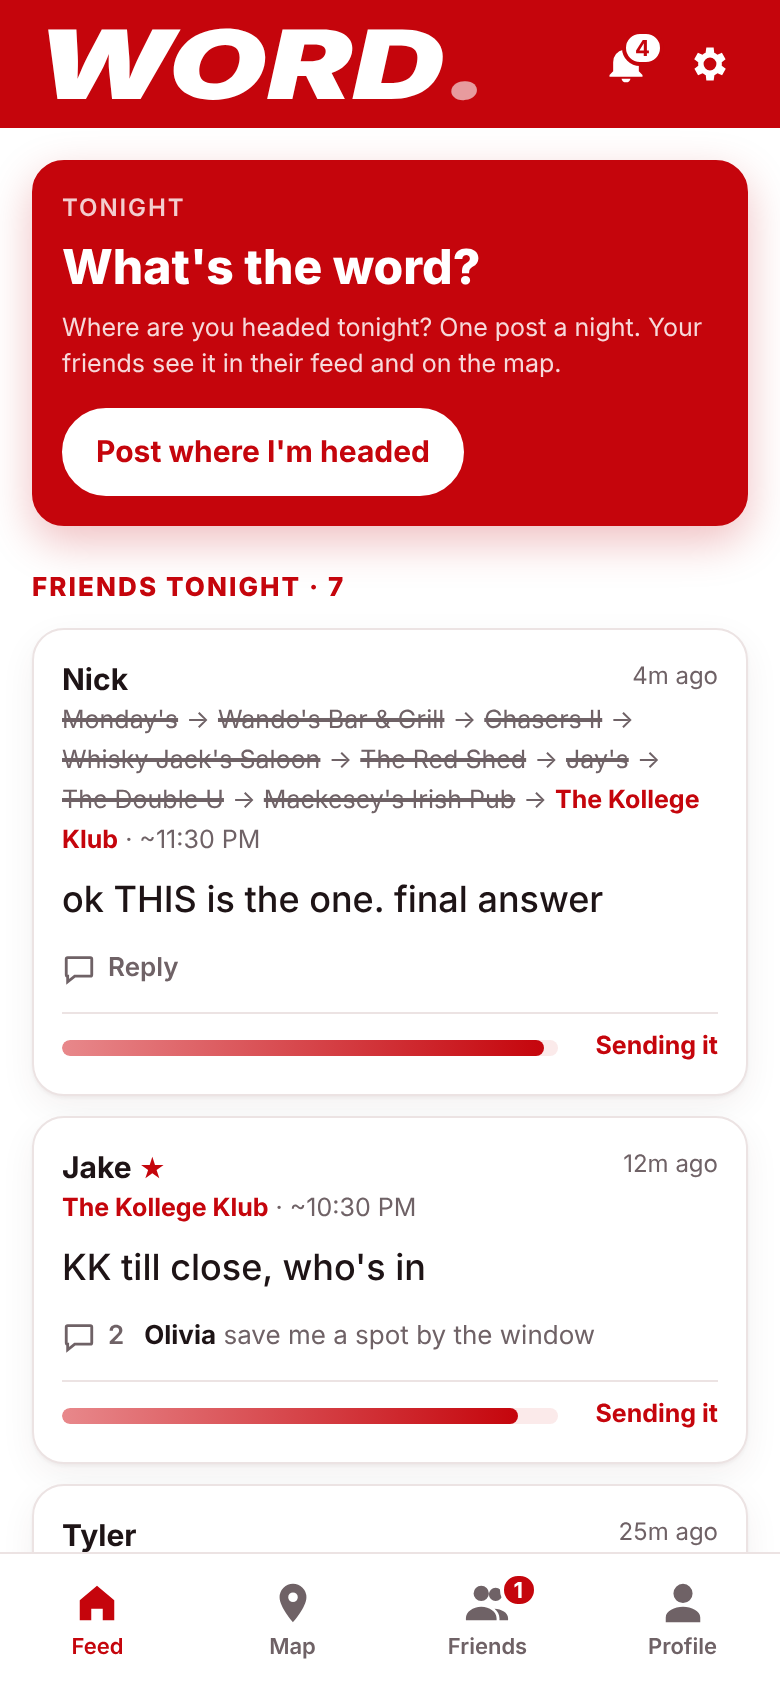 WORD.
4
TONIGHT
What's the word?
Where are you headed tonight? One post a night. Your
friends see it in their feed and on the map.
Post where I'm headed
FRIENDS TONIGHT · 7
Nick
4m ago
Monday's → Wando's Bar & Grill → Chasers II →
Whisky Jack's Saloon → The Red Shed → Jay's →
The Double U → Mackesey's Irish Pub → The Kollege
Klub · ~11:30 PM
ok THIS is the one. final answer
Reply
Sending it
Jake ★
12m ago
The Kollege Klub · ~10:30 PM
KK till close, who's in
2 Olivia save me a spot by the window
Sending it
Tyler
25m ago
1
Feed
Map
Friends
Profile